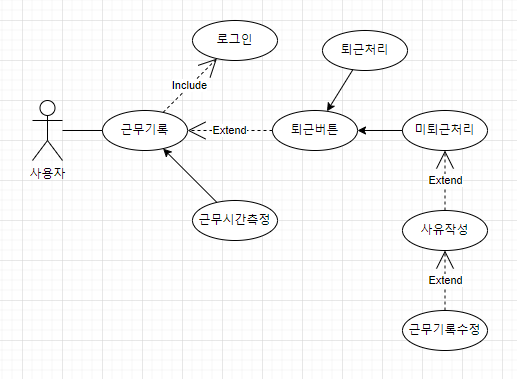 로그인
퇴근처리
Include
근무기록
Extend
퇴근버튼
미퇴근처리
사용자
Extend
근무시간측정
사유작성
Extend
근무기록수정